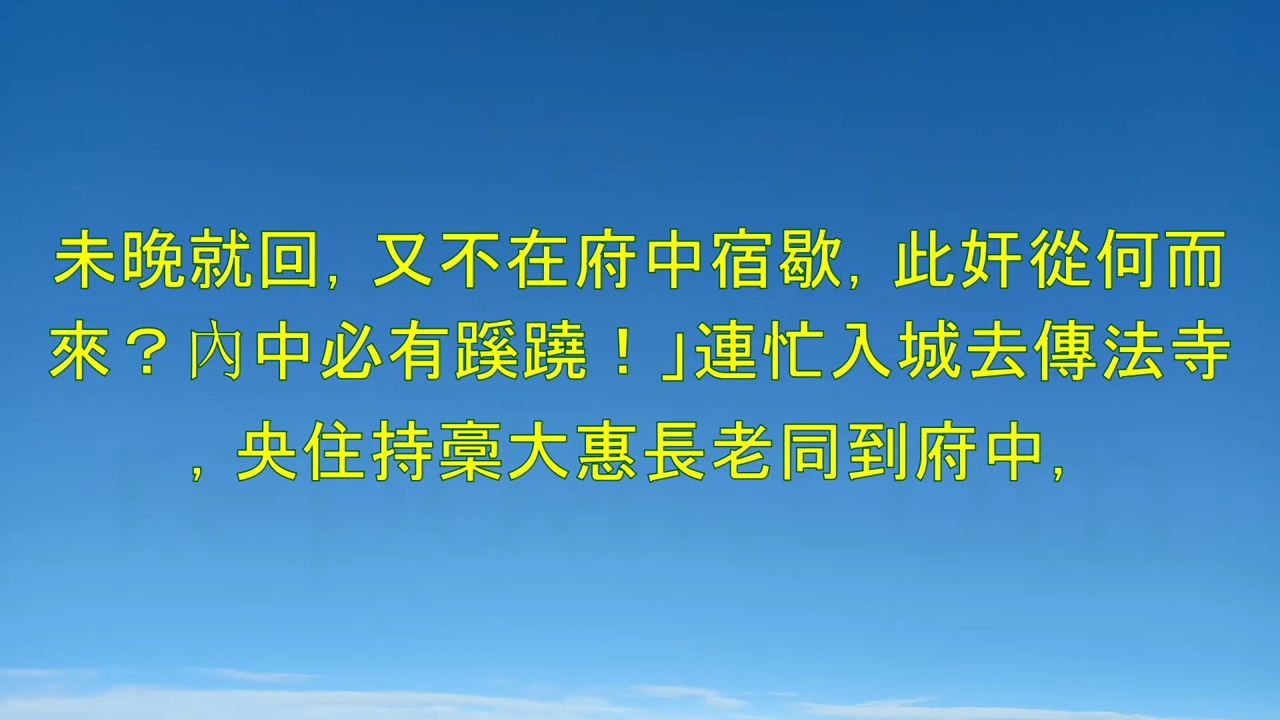 未晚就回, 又不在府中宿歇, 此奸從何而
來？內中必有蹊蹺！」連忙入城去傳法寺
, 央住持槀大惠長老同到府中,